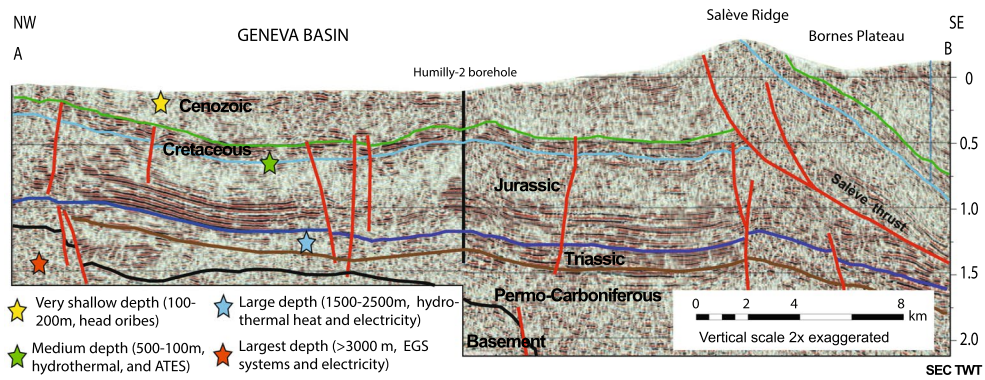 NW
SE
Salève Ridge
A
GENEVA BASIN
Bornes Plateau
B
Humilly-2 borehole
0
Cenozoic
0.5
Cretaceous
Jurassic
Salève thrust
1.0
Triassic
1.5
Permo-Carboniferous
Basement
2.0
Very shallow depth (100-
200m, head oribes)
Medium depth (500-100m,
hydrothermal, and ATES)
Large depth (1500-2500m, hydro-
thermal heat and electricity)
Largest depth (>3000 m, EGS
systems and electricity)
0 4 8
km
Vertical scale 2x exaggerated
SEC TWT